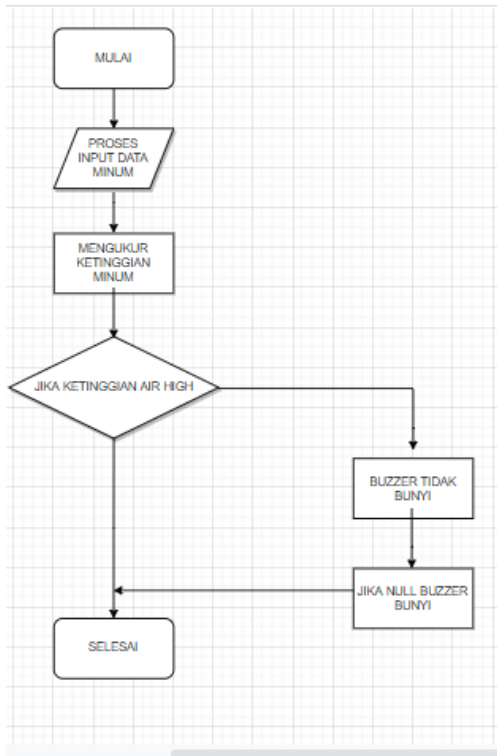 MULAI
PROSES
INPUT DATA
MINUM
MENGUKUR
KETINGGIAN
MINUM
JIKA KETINGGIAN AIR HIGH
BUZZER TIDAK
BUNYI
JIKA NULL BUZZER
BUNYI
SELESAI